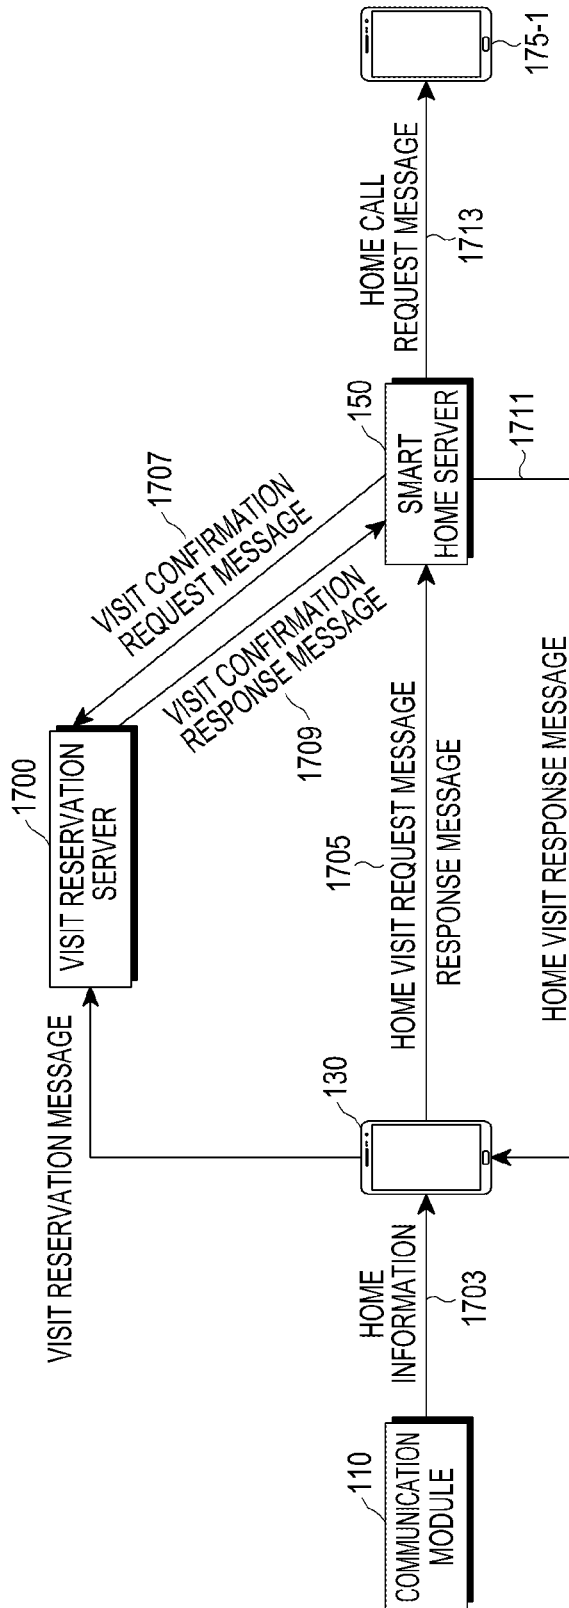 VISIT RESERVATION MESSAGE
1700
VISIT RESERVATION
SERVER
1707
VISIT CONFIRMATION
REQUEST MESSAGE
VISIT CONFIRMATION
RESPONSE MESSAGE
1709
110
COMMUNICATION
MODULE
HOME
INFORMATION
1703
130
1705
HOME VISIT REQUEST MESSAGE
RESPONSE MESSAGE
150
SMART
HOME SERVER
HOME CALL
REQUEST MESSAGE
1713
175-1
1711
HOME VISIT RESPONSE MESSAGE